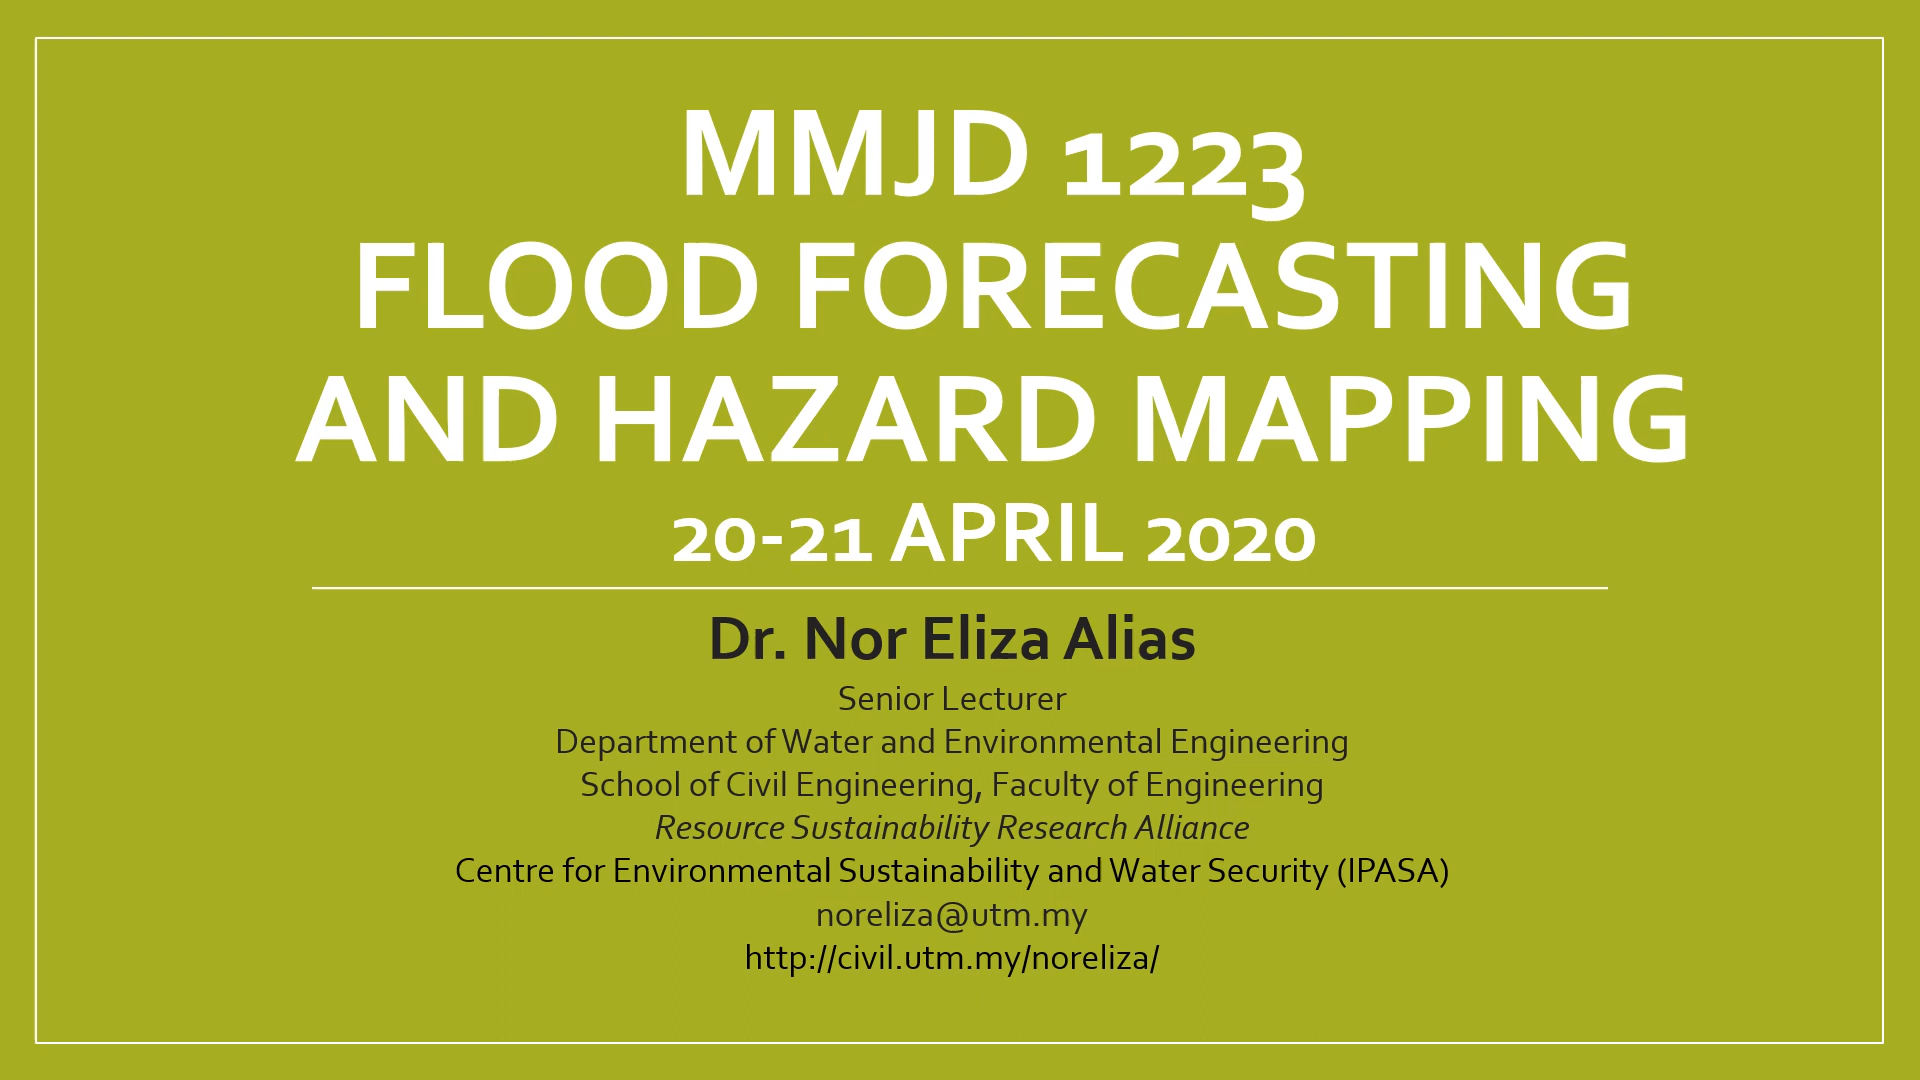 MMJD 1223
FLOOD FORECASTING
AND HAZARD MAPPING
20-21 APRIL 2020
Dr. Nor Eliza Alias
Senior Lecturer
Department of Water and Environmental Engineering
School of Civil Engineering, Faculty of Engineering
Resource Sustainability Research Alliance
Centre for Environmental Sustainability and Water Security (IPASA)
noreliza@utm.my
http://civil.utm.my/noreliza/